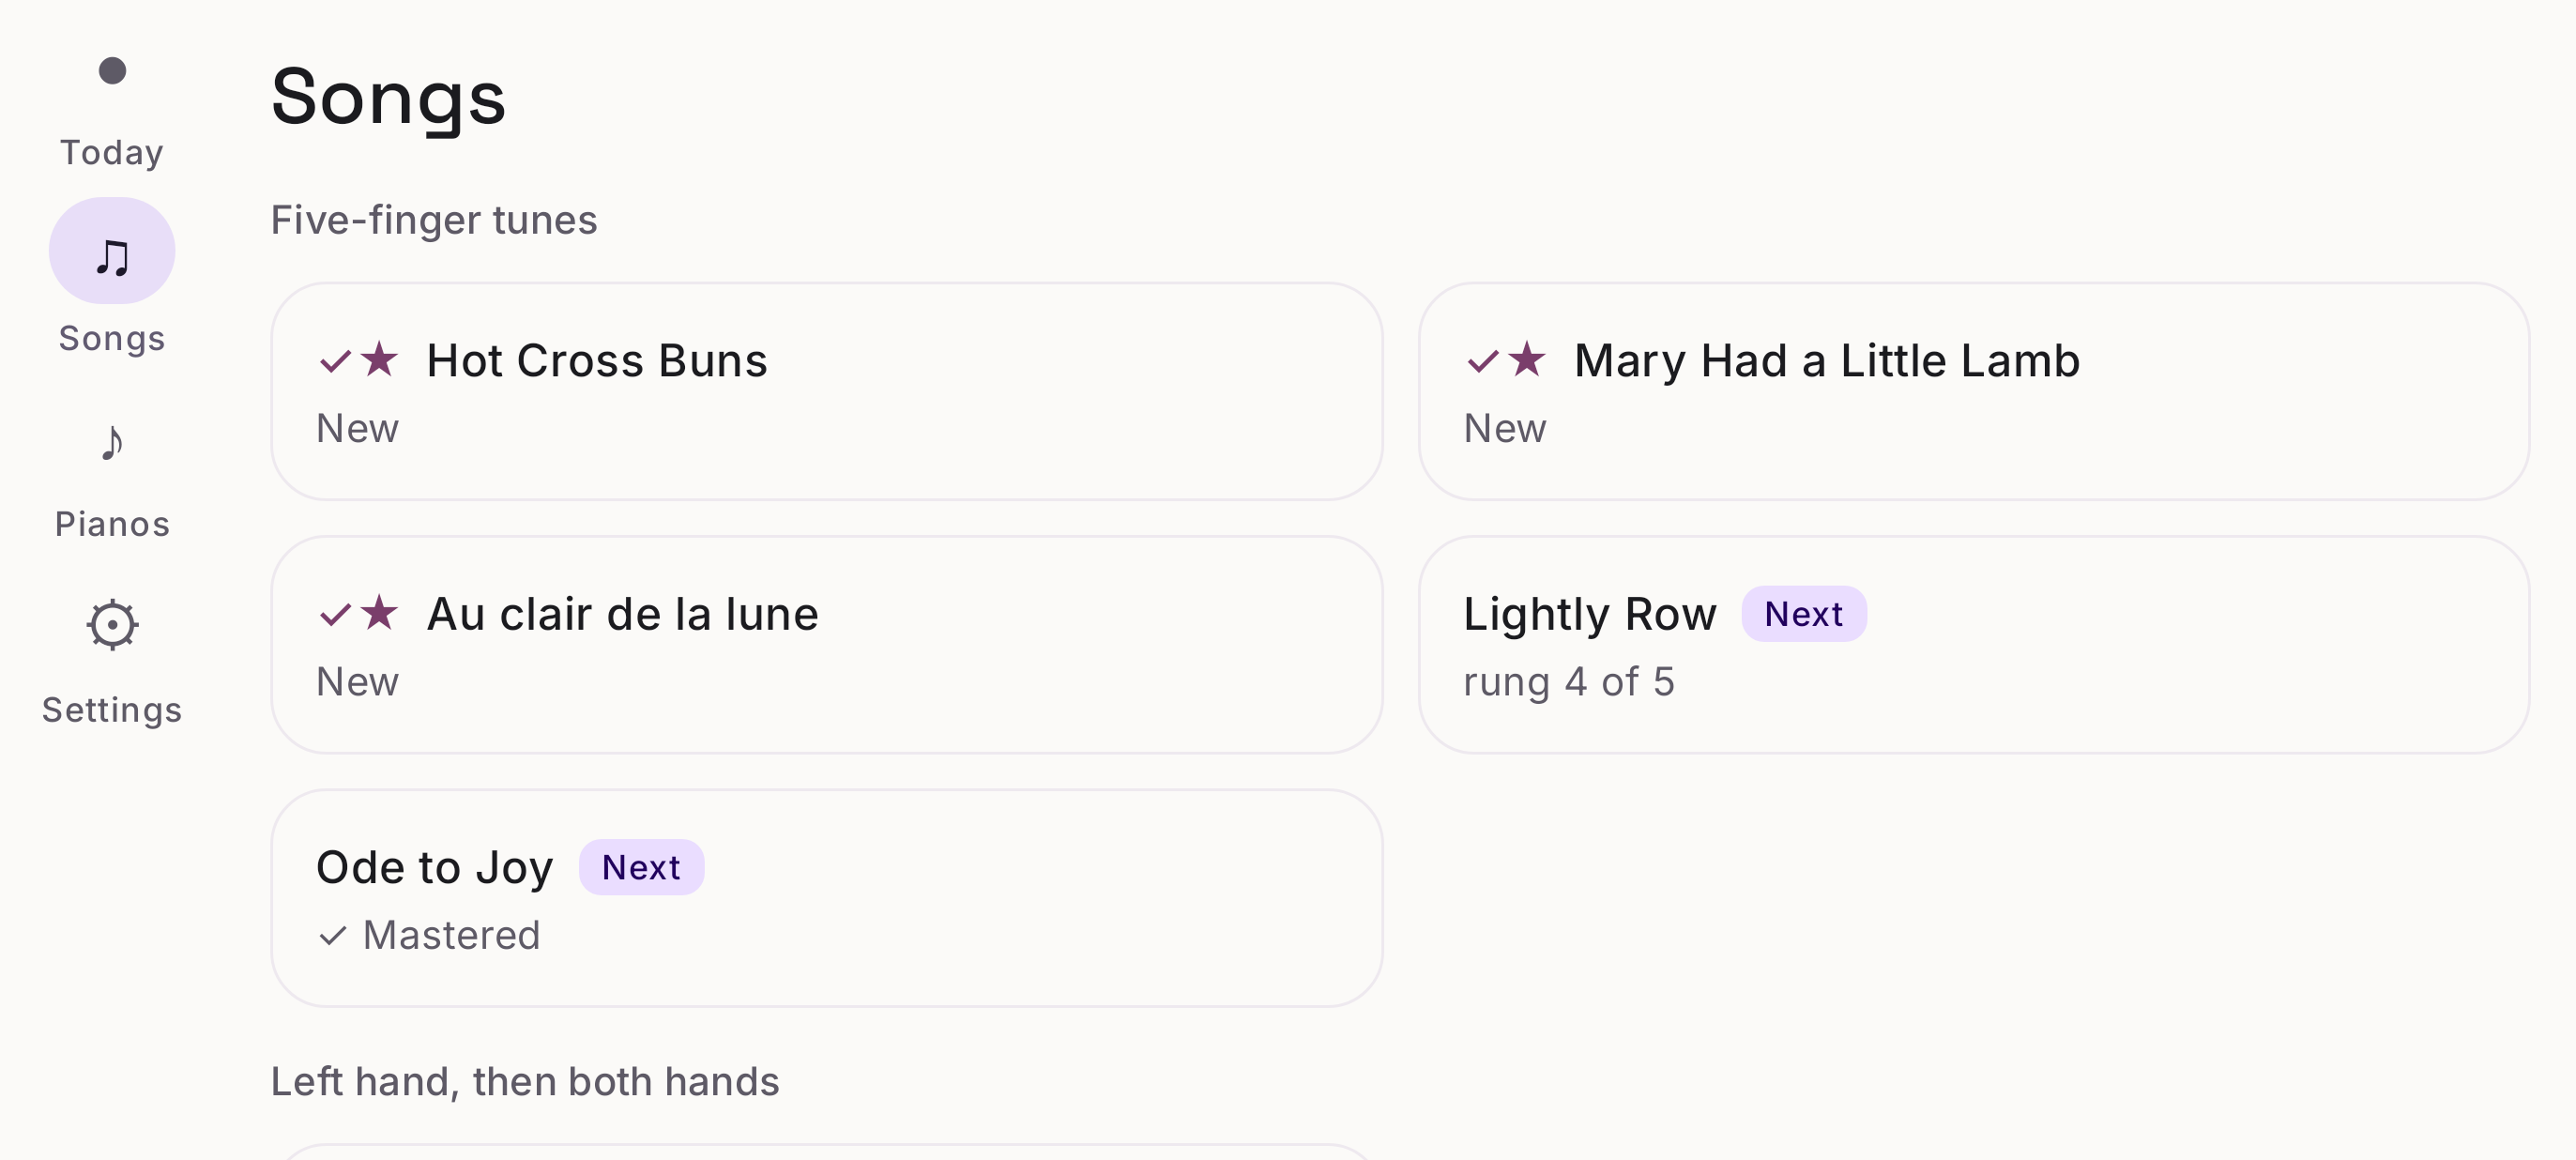 Today
Songs
Pianos
Settings
Songs
Five-finger tunes
✓★ Hot Cross Buns
New
✓★ Mary Had a Little Lamb
New
✓★ Au clair de la lune
New
Lightly Row Next
rung 4 of 5
Ode to Joy Next
✓ Mastered
Left hand, then both hands